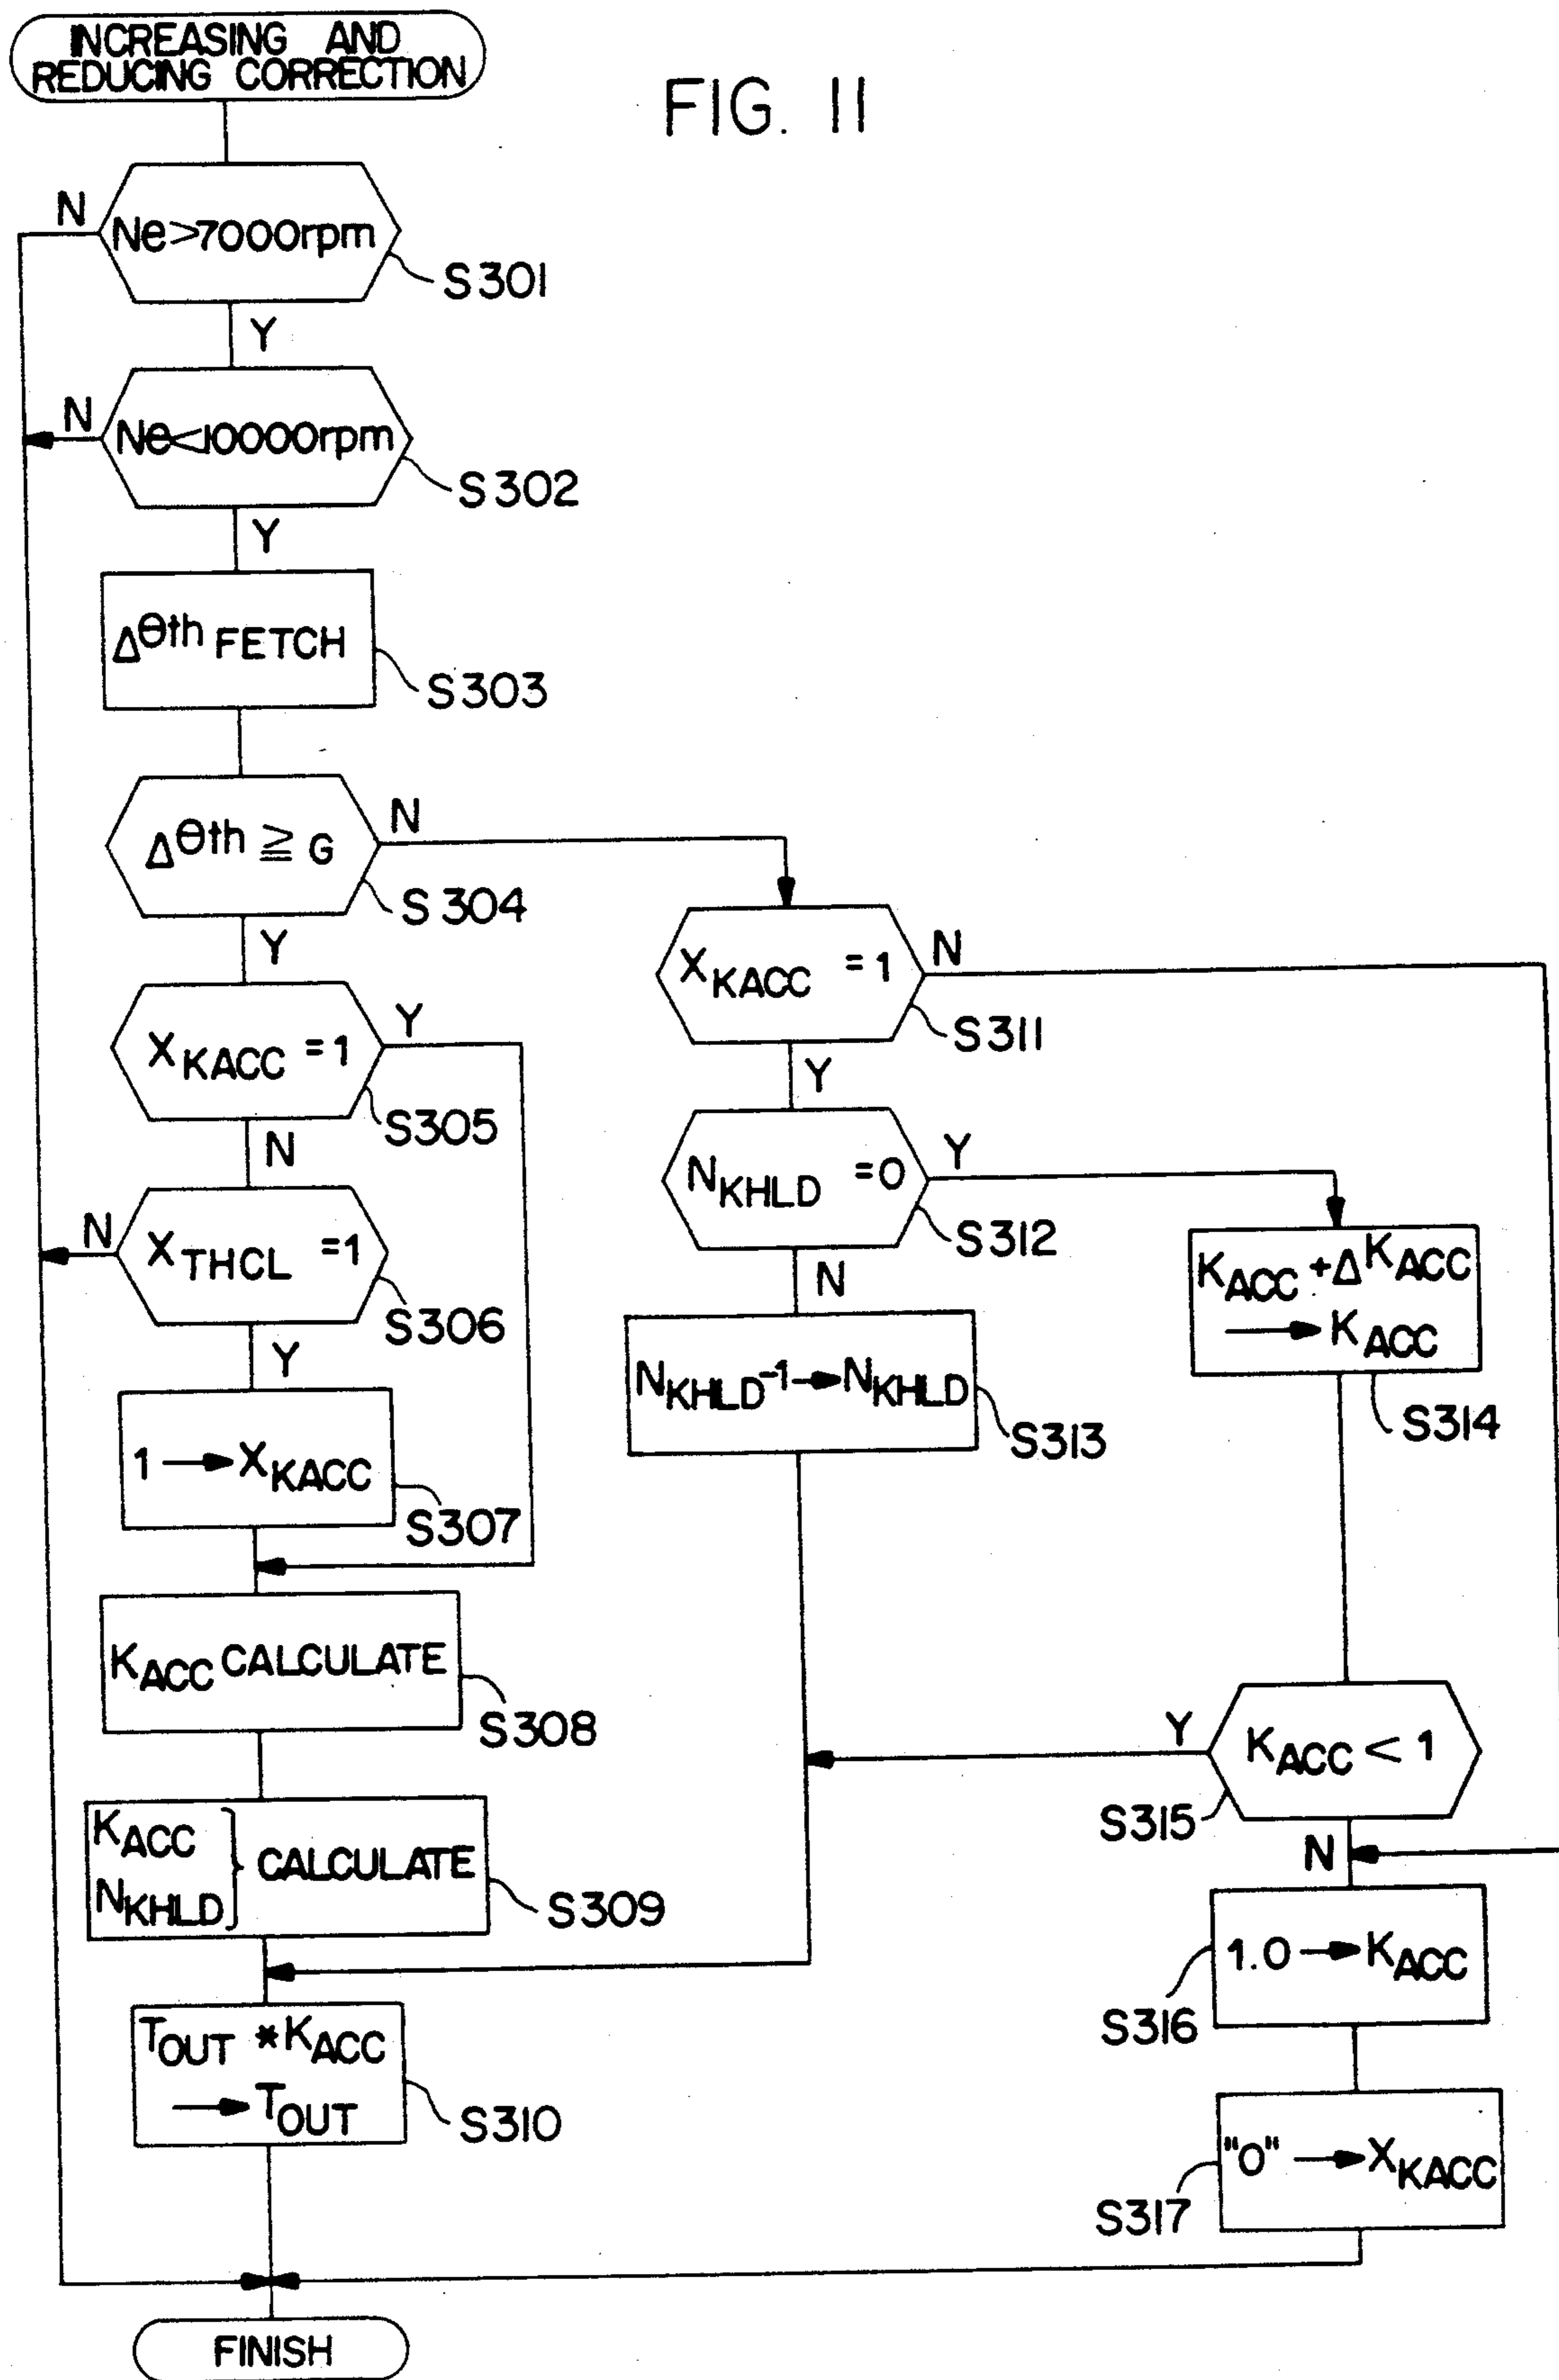 INCREASING AND
REDUCING CORRECTION
FIG. 11
N
Ne>7000rpm
S301
Y
N
Ne<10000rpm
S302
Y
Δθth FETCH
S303
Δθth ≧ G
N
S304
Y
XKACC =1
Y
S305
N
N
XTHCL =1
S306
Y
1→XKACC
S307
KACC CALCULATE
S308
KACC
NKHLD} CALCULATE
S309
TOUT *KACC
→TOUT
S310
XKACC =1
N
S311
Y
NKHLD =0
Y
S312
N
NKHLD-1→NKHLD
S313
KACC+ΔKACC
→KACC
S314
Y
KACC < 1
S315
N
1.0→KACC
S316
"0"→XKACC
S317
FINISH